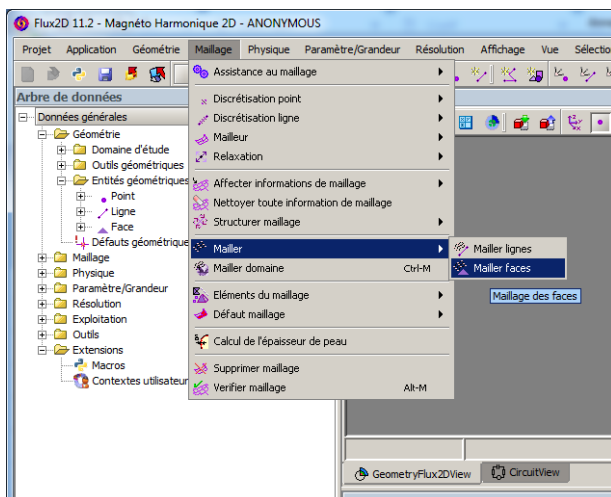 Flux2D 11.2 - Magnéto Harmonique 2D - ANONYMOUS
Projet Application Géométrie Maillage Physique Paramètre/Grandeur Résolution Affichage Vue Sélectio
Arbre de données
Données générales
Géométrie
Domaine d'étude
Outils géométriques
Entités géométriques
Point
Ligne
Face
Défauts géométrique
Maillage
Physique
Paramètre/Grandeur
Résolution
Exploitation
Outils
Extensions
Macros
Contextes utilisateur
Assistance au maillage
Discrétisation point
Discrétisation ligne
Mailleur
Relaxation
Affecter informations de maillage
Nettoyer toute information de maillage
Structurer maillage
Mailler
Mailler domaine Ctrl-M
Eléments du maillage
Défaut maillage
Calcul de l'épaisseur de peau
Supprimer maillage
Verifier maillage Alt-M
Mailler lignes
Mailler faces
Maillage des faces
GeometryFlux2DView CircuitView